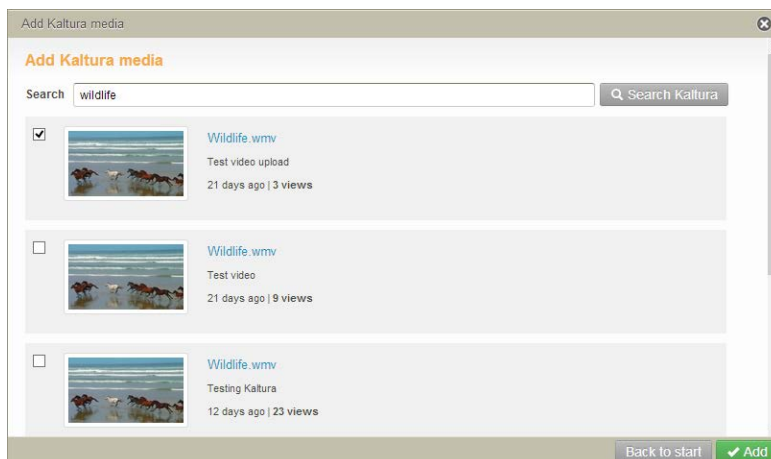 Add Kaltura media
Add Kaltura media
Search wildlife Search Kaltura
Wildlife.wmv
Test video upload
21 days ago | 3 views
Wildlife.wmv
Test video
21 days ago | 9 views
Wildlife.wmv
Testing Kaltura
12 days ago | 23 views
Back to start Add